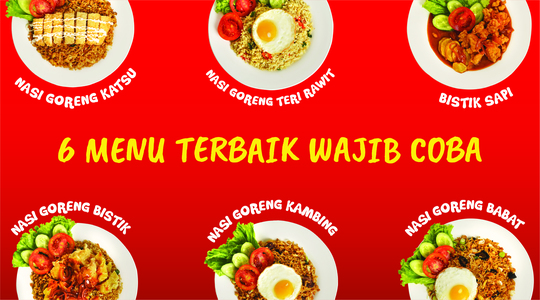 NASI GORENG KATSU
NASI GORENG TERI RAWIT
BISTIK SAPI
6 MENU TERBAIK WAJIB COBA
NASI GORENG BISTIK
NASI GORENG KAMBING
NASI GORENG BABAT